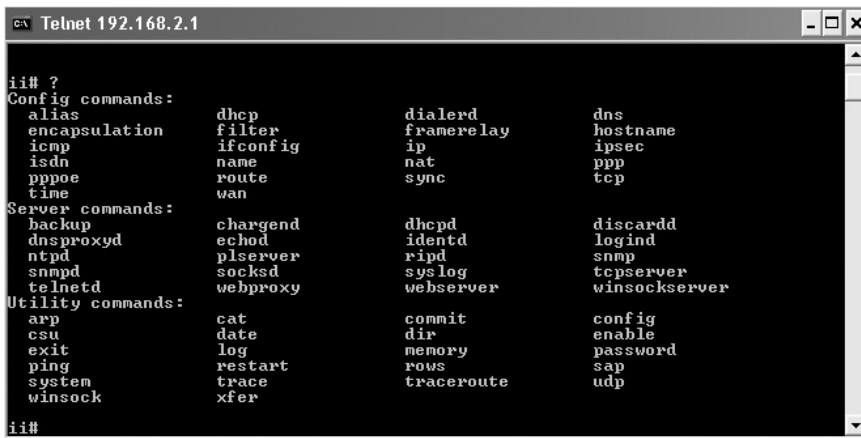 Telnet 192.168.2.1
ii# ?
Config commands:
alias dhcp dialerd dns
encapsulation filter framerelay hostname
icmp ifconfig ip ipsec
isdn name nat ppp
pppoe route sync tcp
time wan
Server commands:
backup chargend dhcpd discardd
dnsproxyd echod identd logind
ntpd plserver ripd snmp
snmpd socksd syslog tcpserver
telnetd webproxy webserver winsockserver
Utility commands:
arp cat commit config
csu date dir enable
exit log memory password
ping restart rows sap
system trace traceroute udp
winsock xfer
ii#